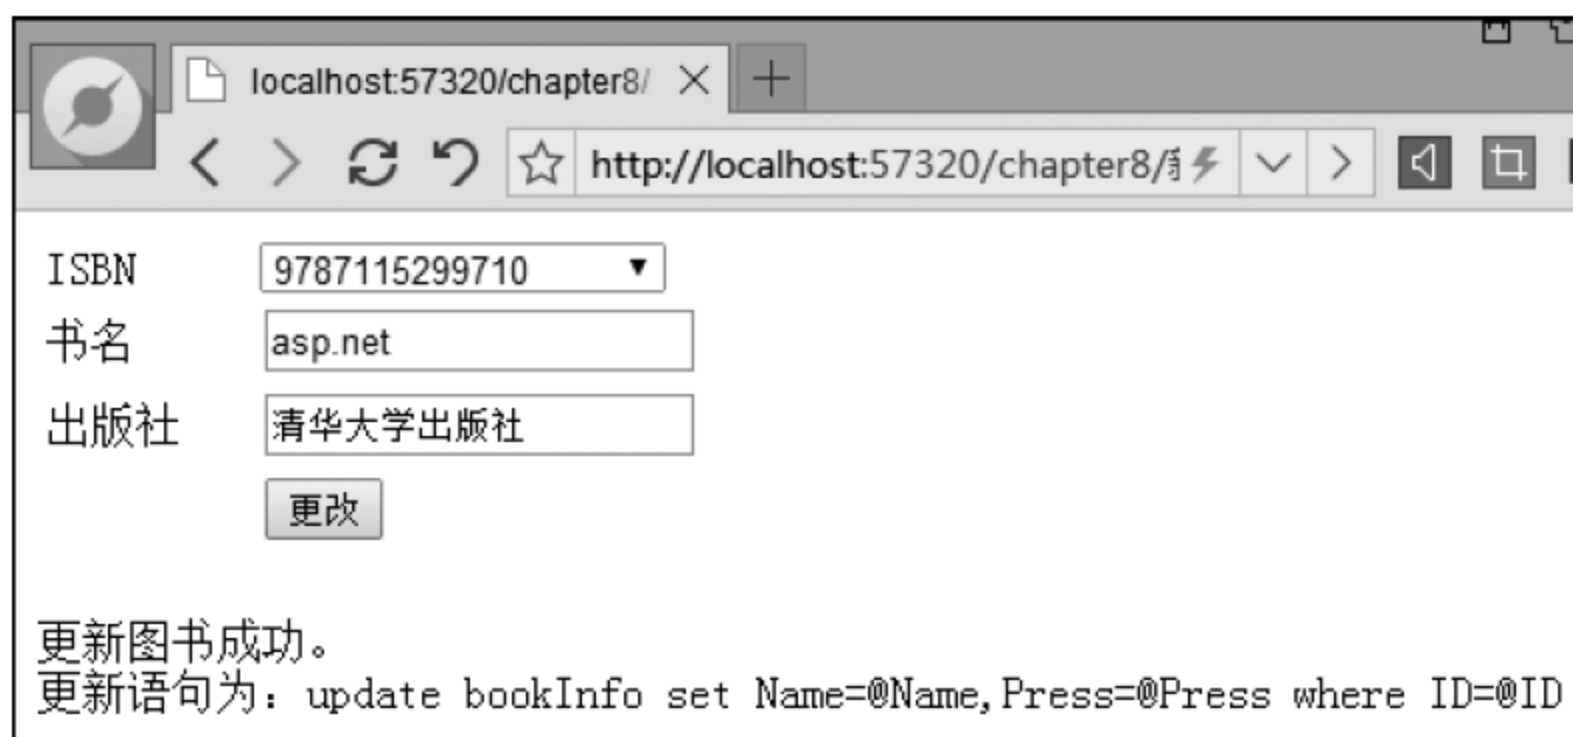 localhost:57320/chapter8/
http://localhost:57320/chapter8/
ISBN 9787115299710
书名 asp.net
出版社 清华大学出版社
更改
更新图书成功。
更新语句为：update bookInfo set Name=@Name,Press=@Press where ID=@ID